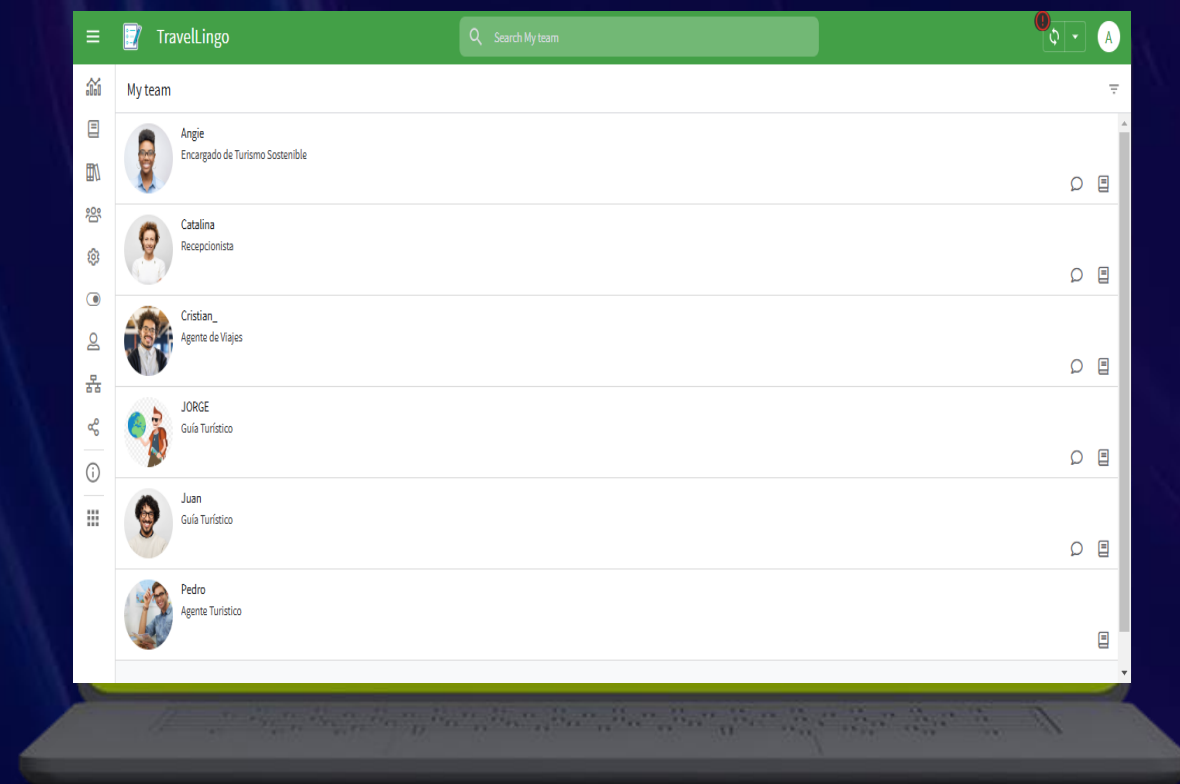 TravelLingo
Search My team
A
My team
Angie
Encargado de Turismo Sostenible
Catalina
Recepcionista
Cristian_
Agente de Viajes
JORGE
Guía Turístico
Juan
Guía Turístico
Pedro
Agente Turistico